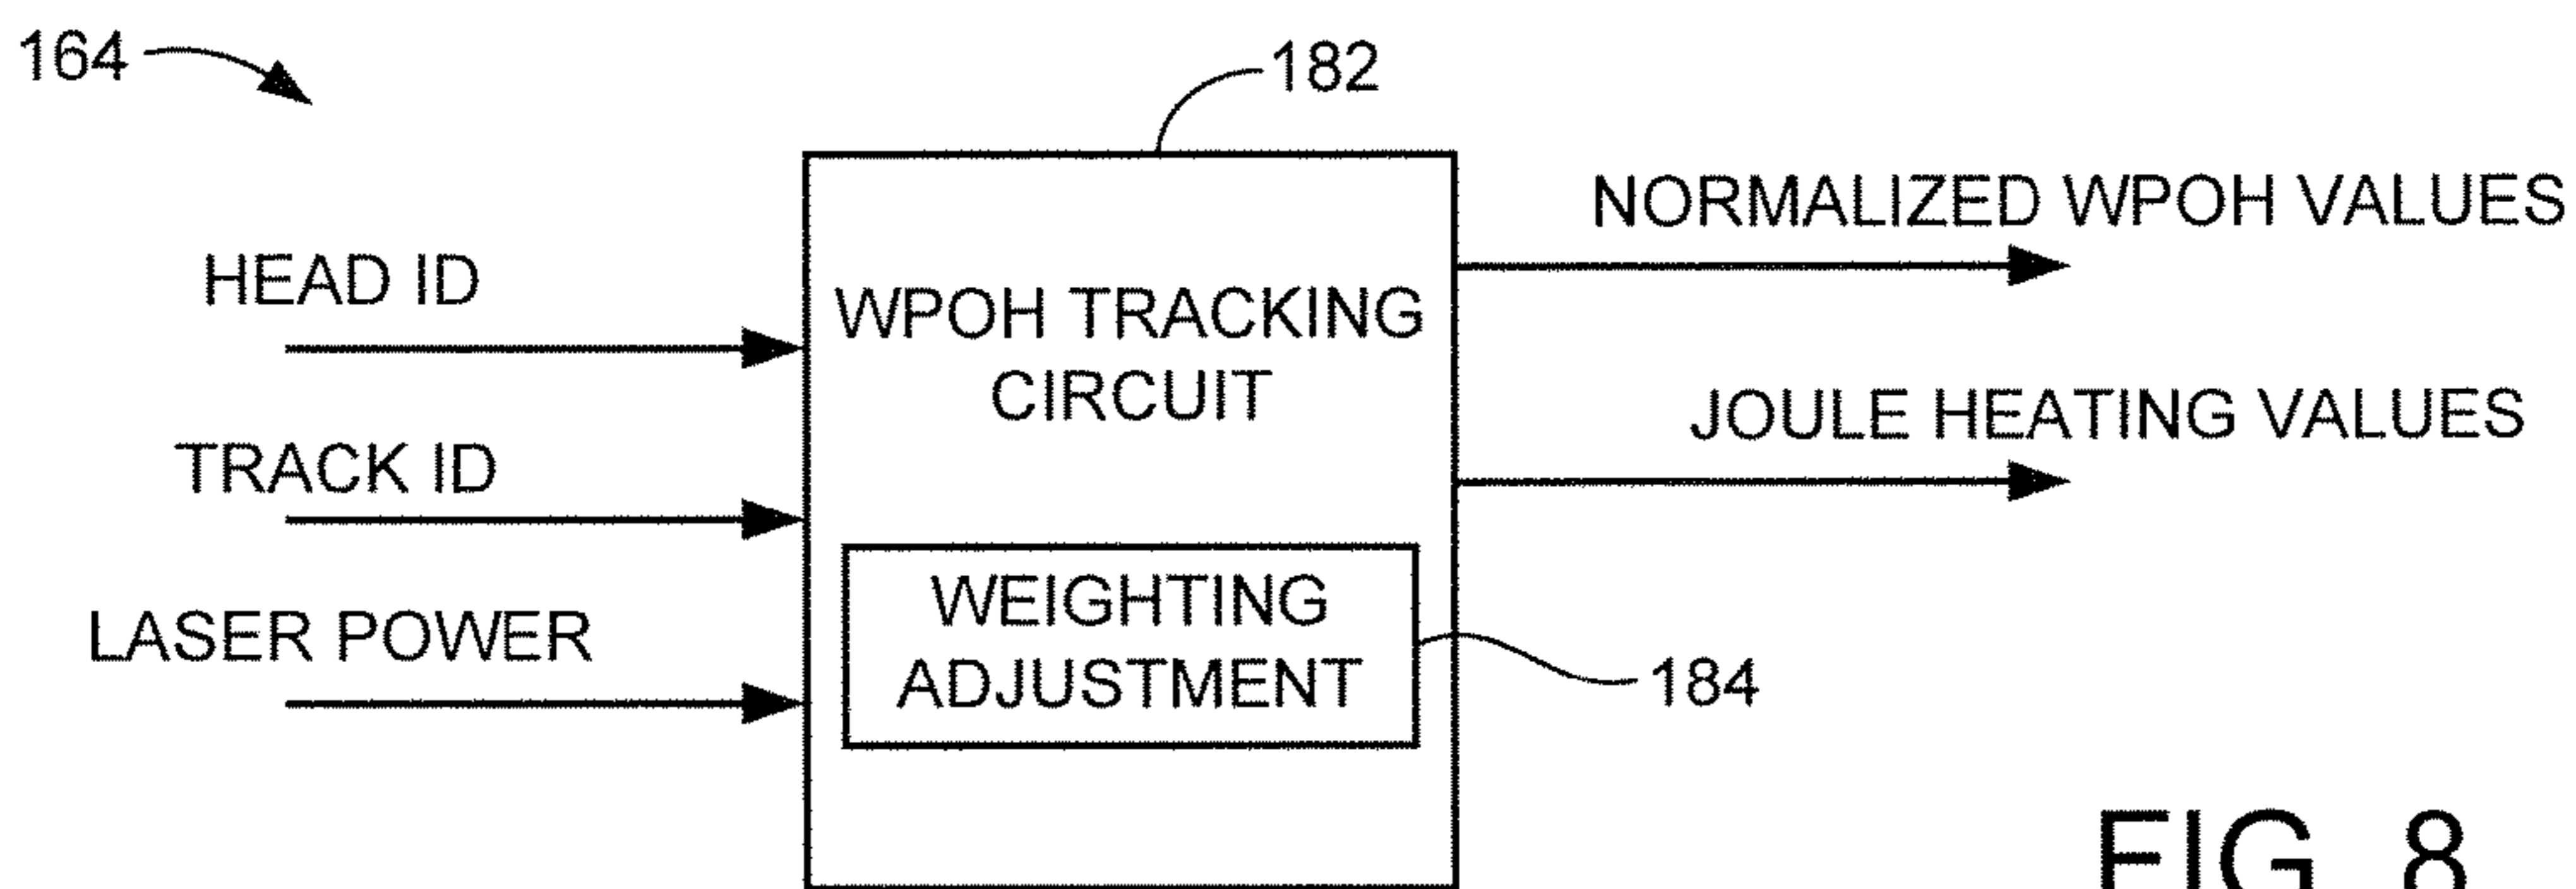 164
182
NORMALIZED WPOH VALUES
HEAD ID
WPOH TRACKING
CIRCUIT
JOULE HEATING VALUES
TRACK ID
WEIGHTING
ADJUSTMENT
LASER POWER
184
FIG. 8